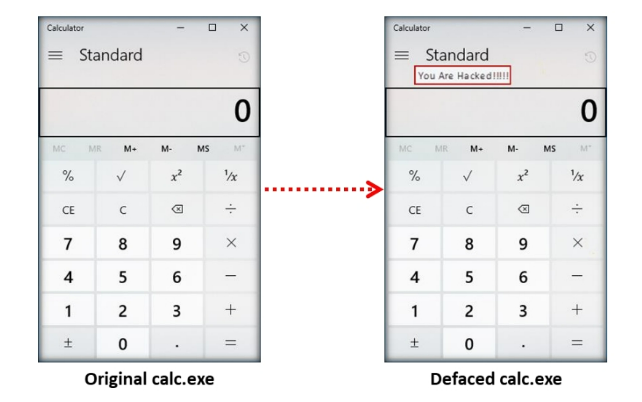 Calculator
Standard
0
MC MR M+ M- MS M˅
% √ x² ¹/x
CE C ÷
7 8 9 ×
4 5 6 −
1 2 3 +
± 0 . =
Original calc.exe
Calculator
Standard
You Are Hacked!!!!!
0
MC MR M+ M- MS M˅
% √ x² ¹/x
CE C ÷
7 8 9 ×
4 5 6 −
1 2 3 +
± 0 . =
Defaced calc.exe